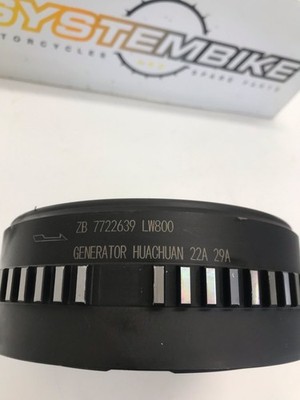 SYSTEMBIKE
MOTORCYCLES SPARE PARTS
ZB 7722639 LW800
GENERATOR HUACHUAN 22A 29A